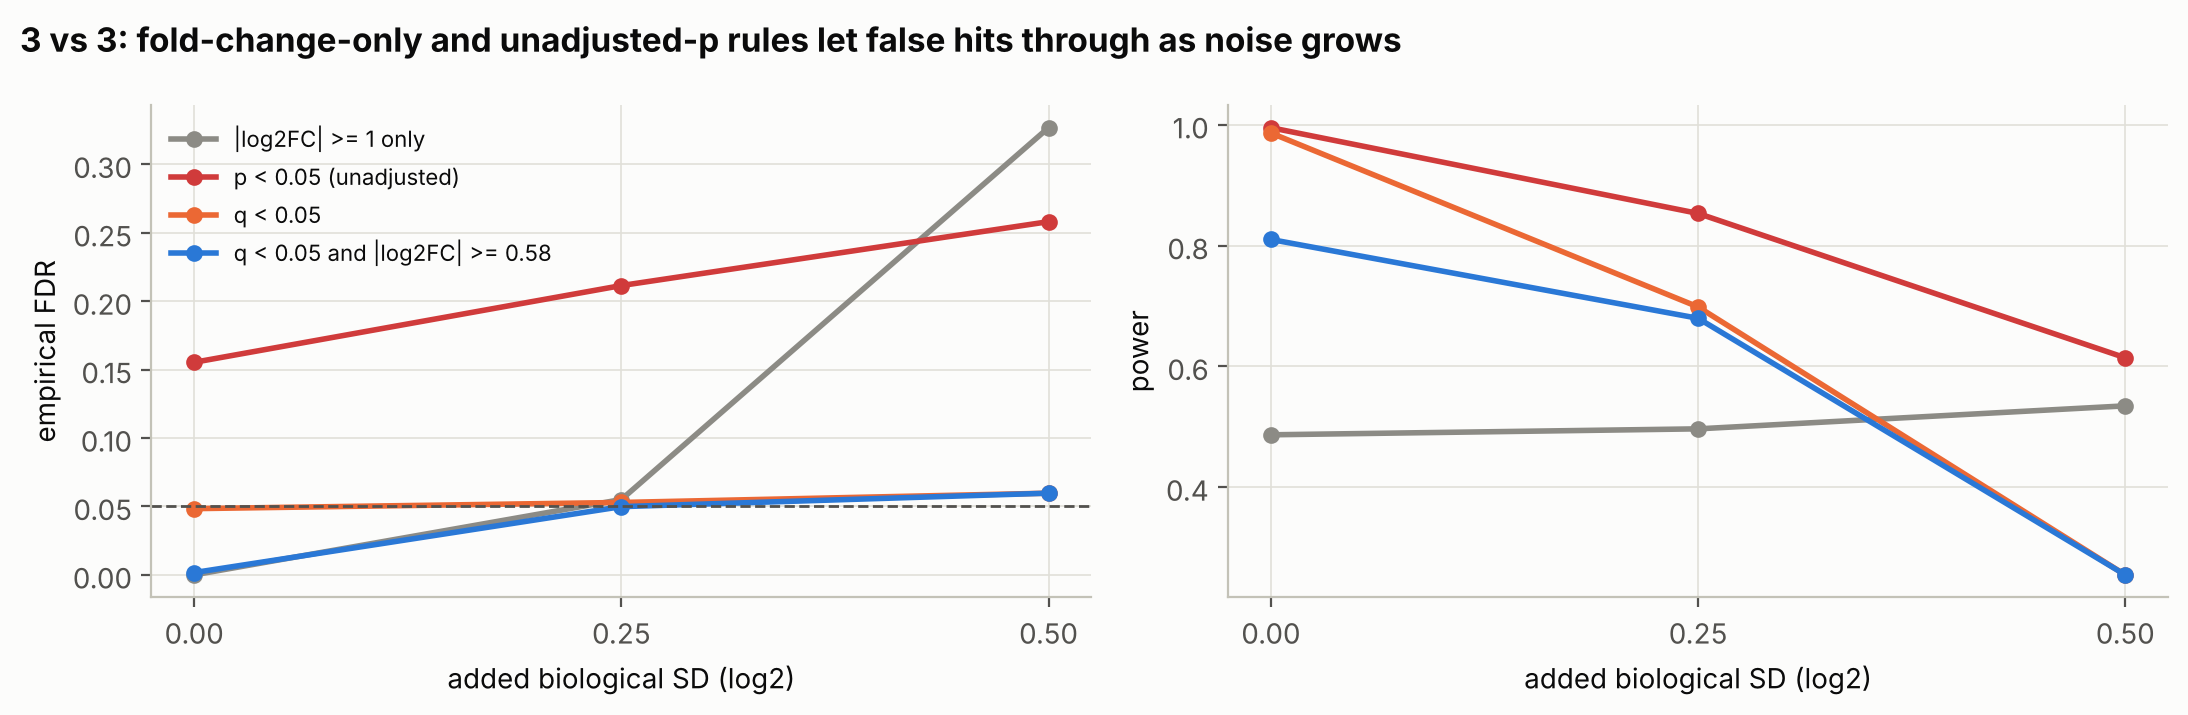 3 vs 3: fold-change-only and unadjusted-p rules let false hits through as noise grows
|log2FC| >= 1 only
p < 0.05 (unadjusted)
q < 0.05
q < 0.05 and |log2FC| >= 0.58
empirical FDR
0.30
0.25
0.20
0.15
0.10
0.05
0.00
0.00 0.25 0.50
added biological SD (log2)
power
1.0
0.8
0.6
0.4
0.00 0.25 0.50
added biological SD (log2)